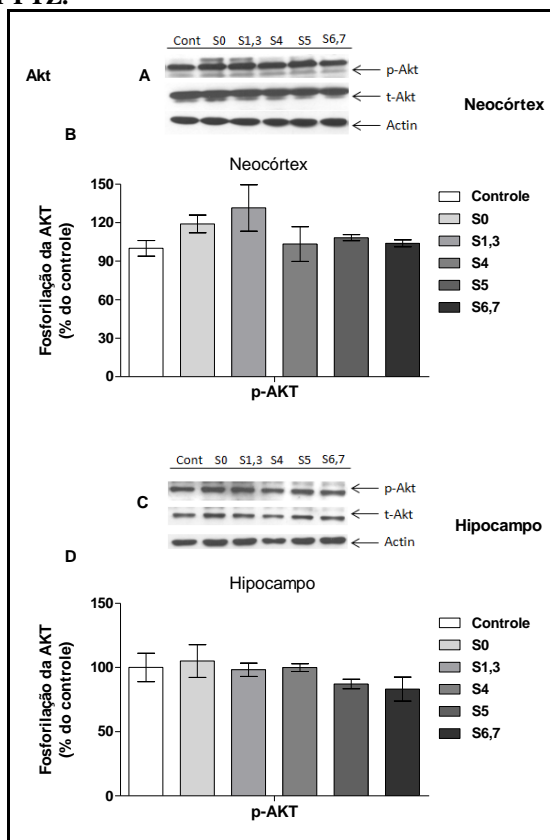 Cont S0 S1,3 S4 S5 S6,7
Akt
A
p-Akt
t-Akt
Actin
Neocórtex
B
Neocórtex
Fosforilação da AKT
(% do controle)
150
120
90
60
30
0
p-AKT
Controle
S0
S1,3
S4
S5
S6,7
Cont S0 S1,3 S4 S5 S6,7
C
p-Akt
t-Akt
Actin
Hipocampo
D
Hipocampo
Fosforilação da AKT
(% do controle)
150
100
50
0
p-AKT
Controle
S0
S1,3
S4
S5
S6,7